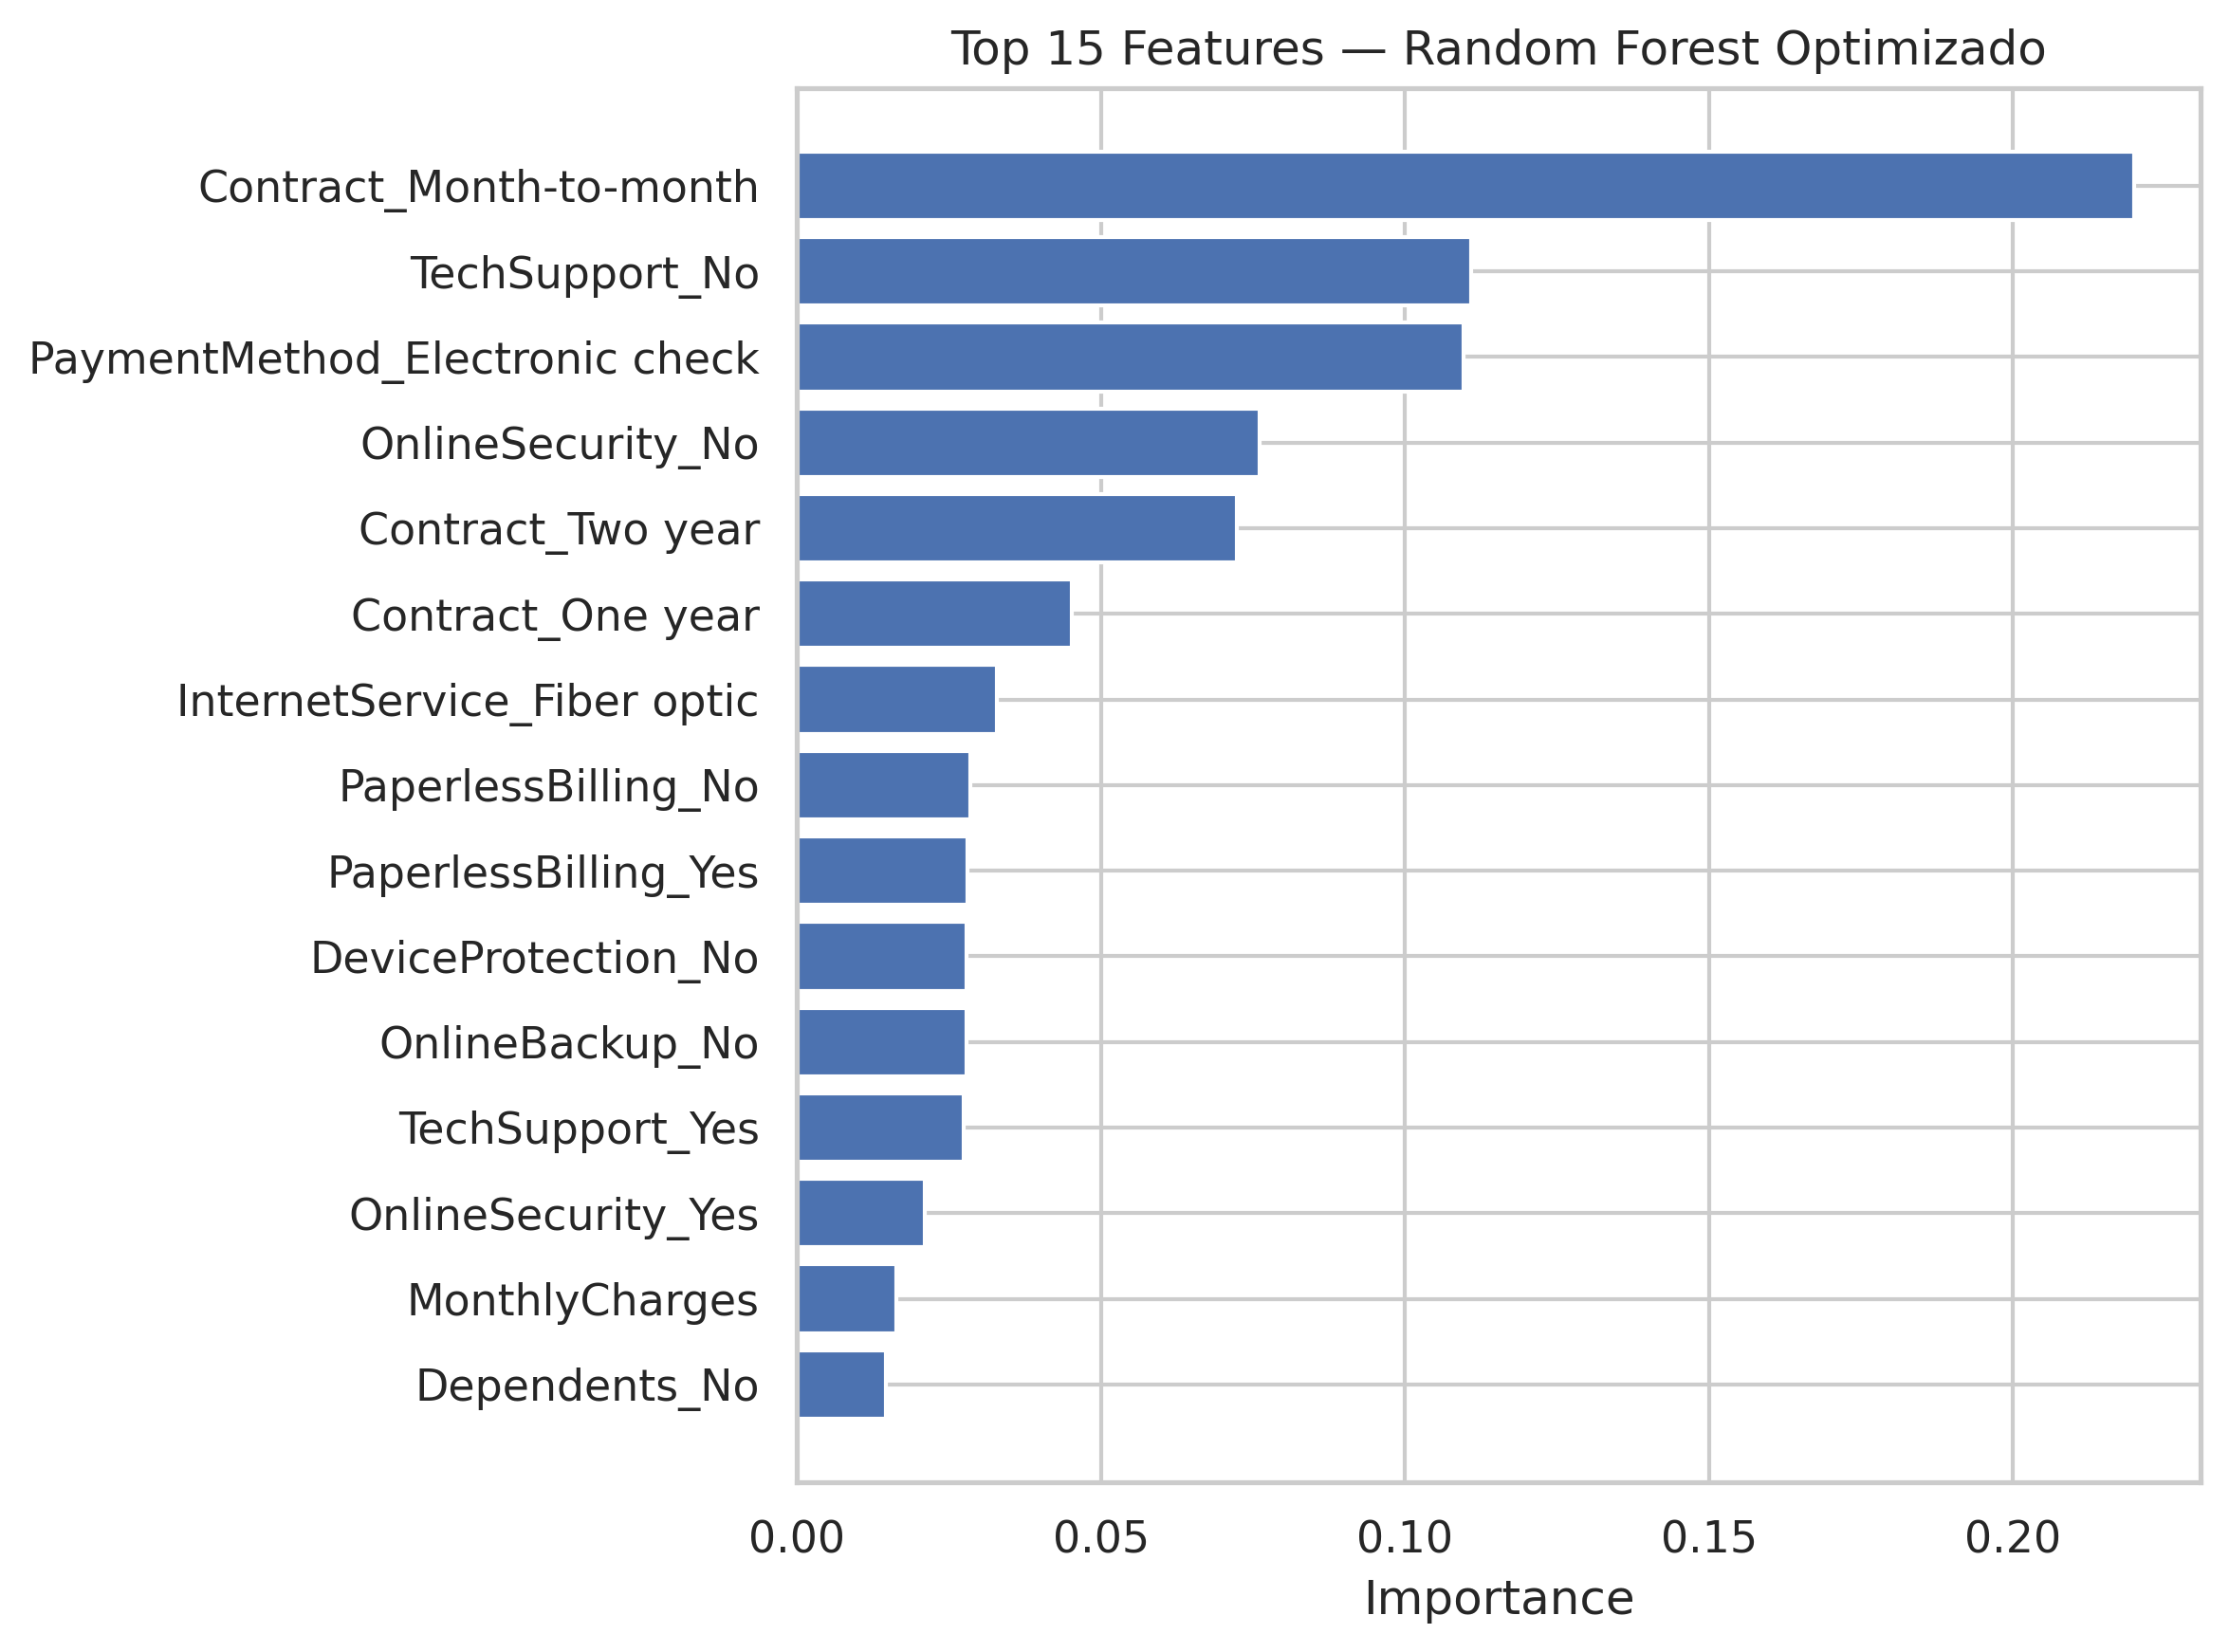 Top 15 Features — Random Forest Optimizado
Contract_Month-to-month
TechSupport_No
PaymentMethod_Electronic check
OnlineSecurity_No
Contract_Two year
Contract_One year
InternetService_Fiber optic
PaperlessBilling_No
PaperlessBilling_Yes
DeviceProtection_No
OnlineBackup_No
TechSupport_Yes
OnlineSecurity_Yes
MonthlyCharges
Dependents_No
0.00 0.05 0.10 0.15 0.20
Importance